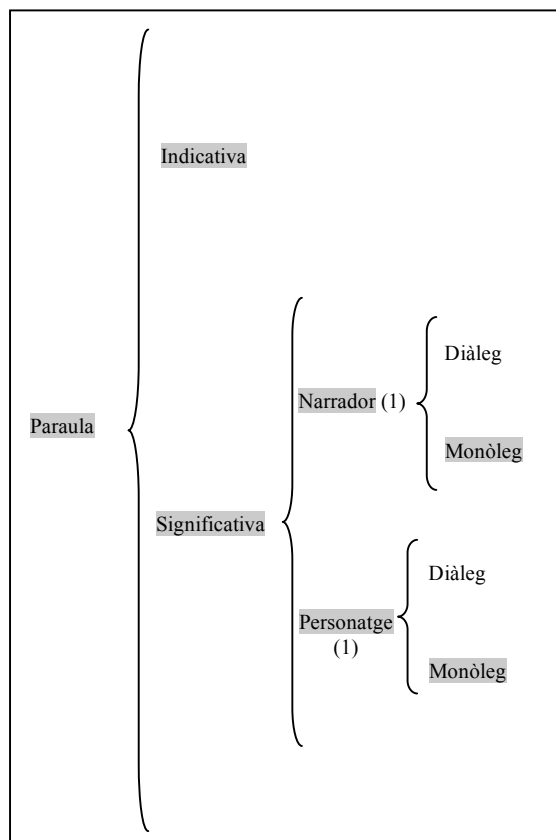 Indicativa
Diàleg
Narrador (1)
Paraula
Monòleg
Significativa
Diàleg
Personatge
(1)
Monòleg